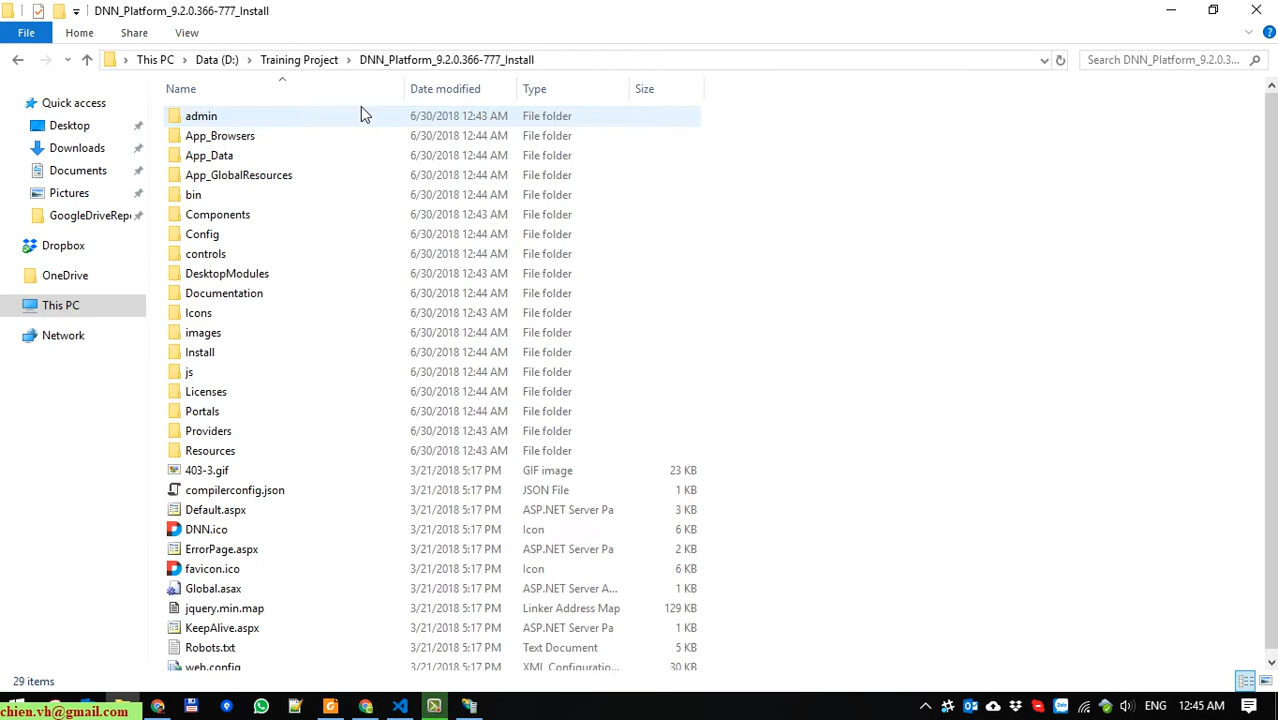 DNN_Platform_9.2.0.366-777_Install
File Home Share View
This PC Data (D:) Training Project DNN_Platform_9.2.0.366-777_Install Search DNN_Platform_9.2.0.3...
Name Date modified Type Size
Quick access
Desktop
Downloads
Documents
Pictures
GoogleDriveRep
Dropbox
OneDrive
This PC
Network
admin 6/30/2018 12:43 AM File folder
App_Browsers 6/30/2018 12:44 AM File folder
App_Data 6/30/2018 12:44 AM File folder
App_GlobalResources 6/30/2018 12:44 AM File folder
bin 6/30/2018 12:44 AM File folder
Components 6/30/2018 12:43 AM File folder
Config 6/30/2018 12:44 AM File folder
controls 6/30/2018 12:44 AM File folder
DesktopModules 6/30/2018 12:43 AM File folder
Documentation 6/30/2018 12:44 AM File folder
Icons 6/30/2018 12:43 AM File folder
images 6/30/2018 12:44 AM File folder
Install 6/30/2018 12:44 AM File folder
js 6/30/2018 12:44 AM File folder
Licenses 6/30/2018 12:44 AM File folder
Portals 6/30/2018 12:44 AM File folder
Providers 6/30/2018 12:43 AM File folder
Resources 6/30/2018 12:43 AM File folder
403-3.gif 3/21/2018 5:17 PM GIF image 23 KB
compilerconfig.json 3/21/2018 5:17 PM JSON File 1 KB
Default.aspx 3/21/2018 5:17 PM ASP.NET Server Pa 3 KB
DNN.ico 3/21/2018 5:17 PM Icon 6 KB
ErrorPage.aspx 3/21/2018 5:17 PM ASP.NET Server Pa 2 KB
favicon.ico 3/21/2018 5:17 PM Icon 6 KB
Global.asax 3/21/2018 5:17 PM ASP.NET Server A... 1 KB
jquery.min.map 3/21/2018 5:17 PM Linker Address Map 129 KB
KeepAlive.aspx 3/21/2018 5:17 PM ASP.NET Server Pa 1 KB
Robots.txt 3/21/2018 5:17 PM Text Document 5 KB
web.config 3/21/2018 5:17 PM XML Configuratio... 30 KB
29 items
chien.vh@gmail.com 12:45 AM